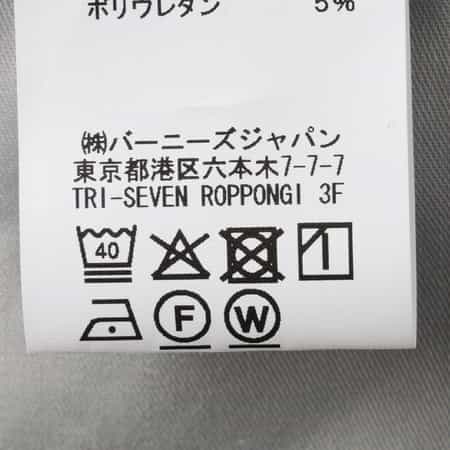 ポリウレタン 5%
㈱バーニーズジャパン
東京都港区六本木7-7-7
TRI-SEVEN ROPPONGI 3F
40
F W